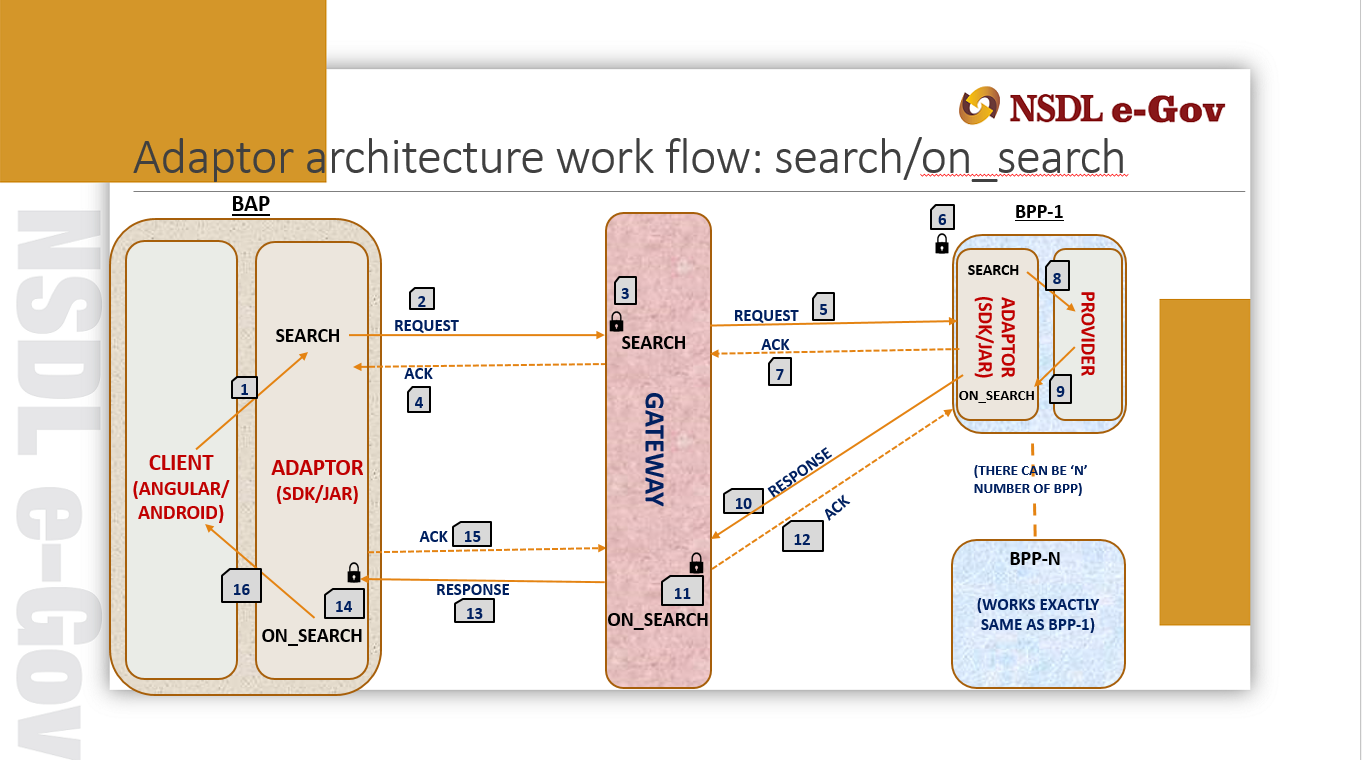 NSDL e-Gov
NSDL e-Gov
Adaptor architecture work flow: search/on_search
BAP
CLIENT
(ANGULAR/
ANDROID)
SEARCH
ADAPTOR
(SDK/JAR)
ON_SEARCH
1
16
14
2
REQUEST
ACK
4
ACK
15
RESPONSE
13
3
SEARCH
GATEWAY
11
ON_SEARCH
REQUEST
5
ACK
7
10
RESPONSE
12
ACK
6
BPP-1
SEARCH
8
ADAPTOR
(SDK/JAR)
PROVIDER
ON_SEARCH
9
(THERE CAN BE ‘N’
NUMBER OF BPP)
BPP-N
(WORKS EXACTLY
SAME AS BPP-1)